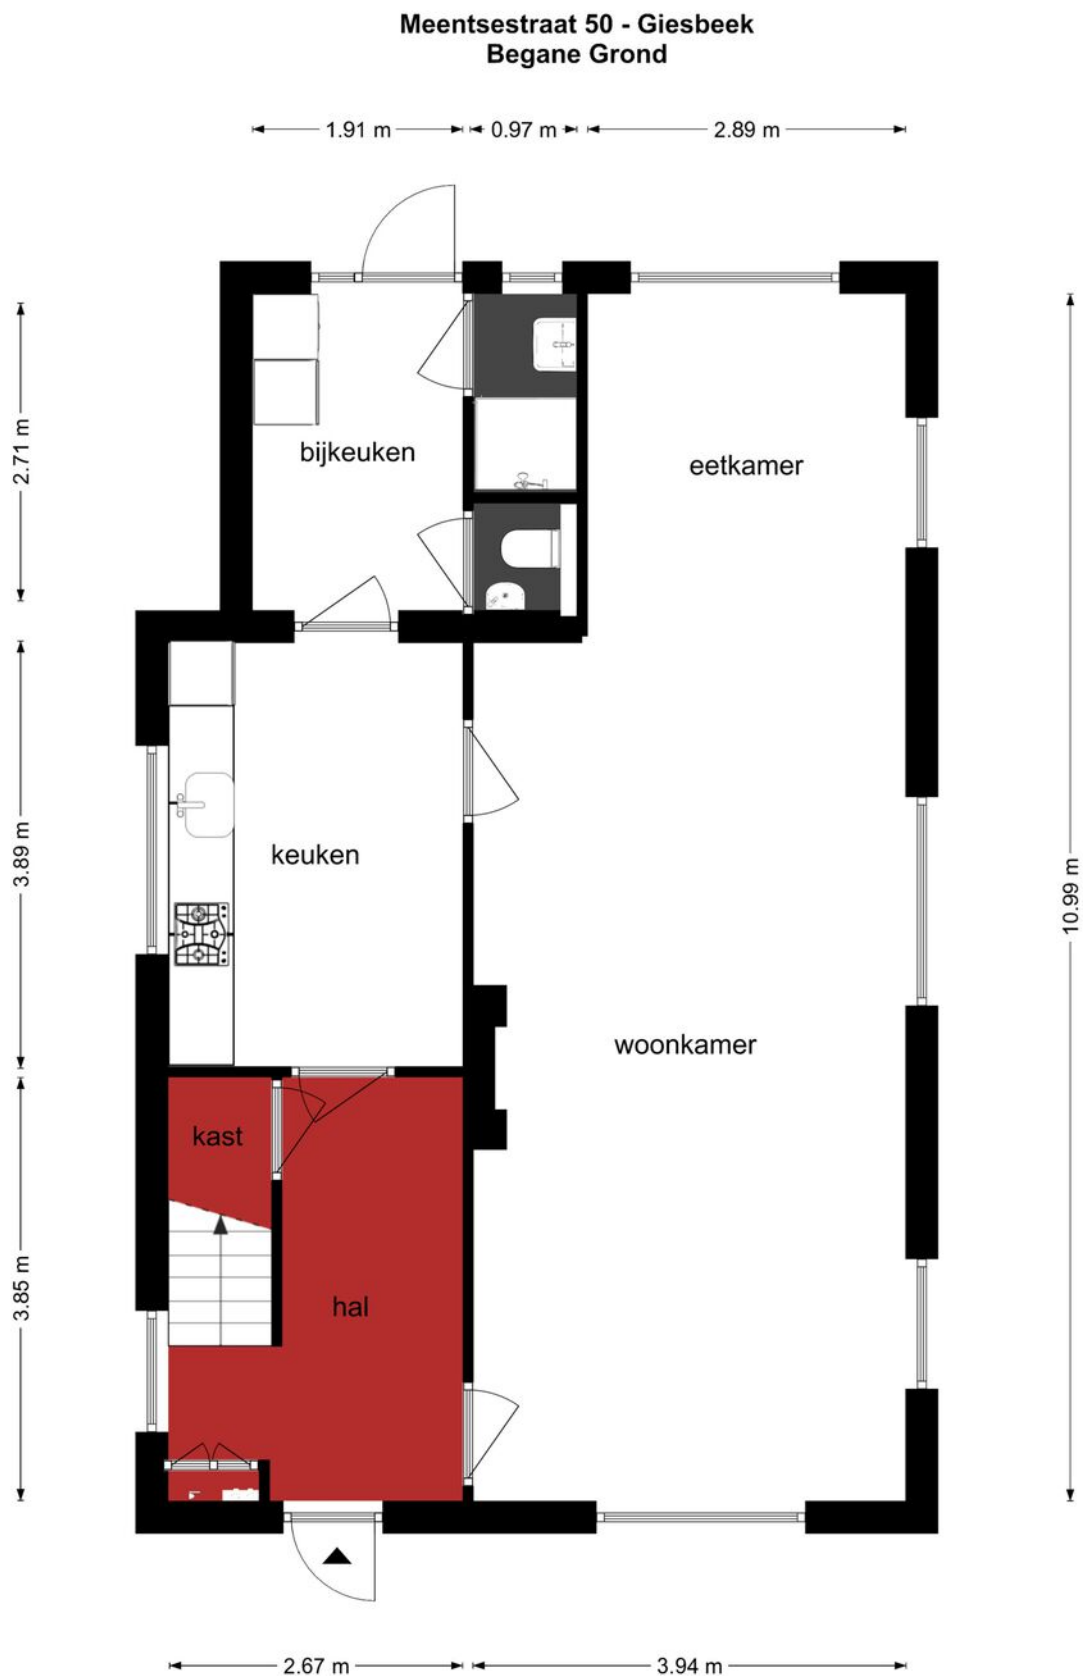 Meentsestraat 50 - Giesbeek
Begane Grond
1.91 m
0.97 m
2.89 m
2.71 m
bijkeuken
eetkamer
3.89 m
keuken
10.99 m
woonkamer
kast
3.85 m
hal
2.67 m
3.94 m